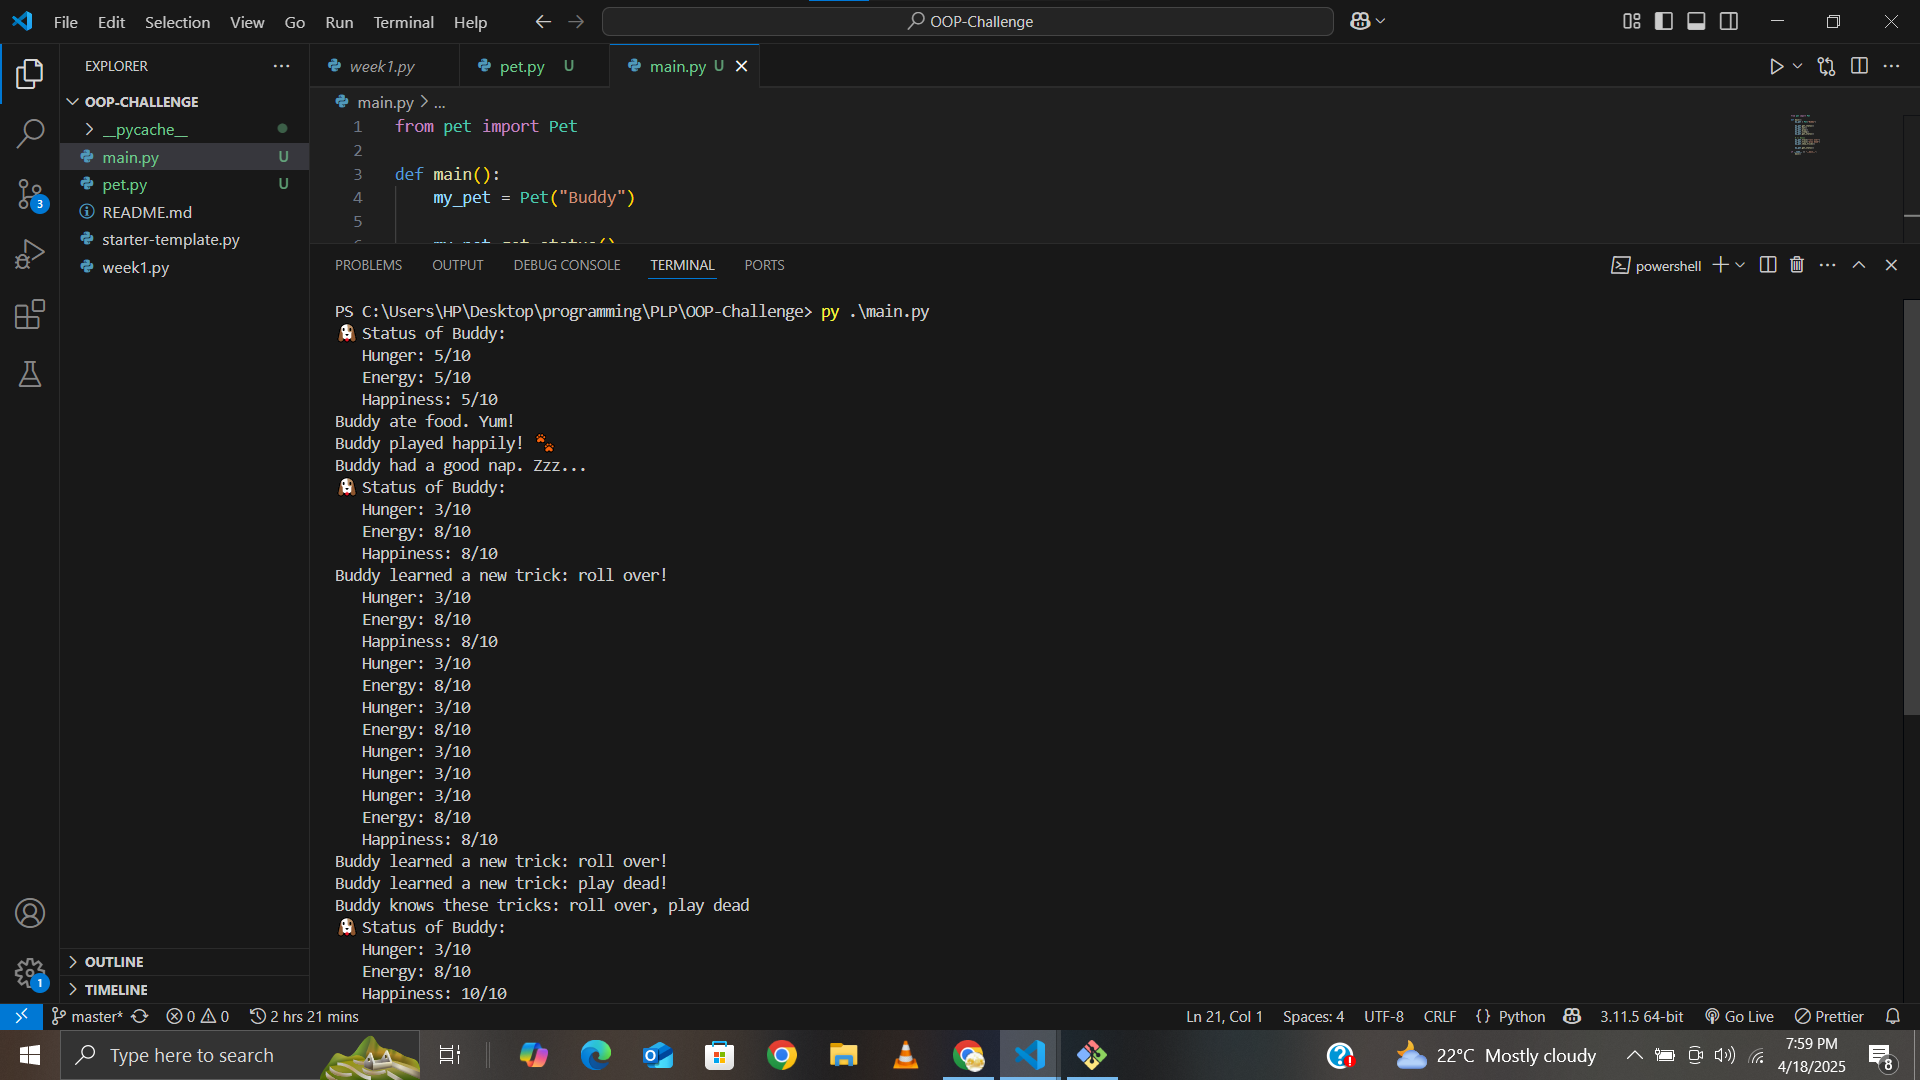 File Edit Selection View Go Run Terminal Help
OOP-Challenge
EXPLORER
OOP-CHALLENGE
__pycache__
main.py U
pet.py U
README.md
starter-template.py
week1.py
OUTLINE
TIMELINE
3
1
week1.py pet.py U main.py U
main.py > ...
1 from pet import Pet
2
3 def main():
4 my_pet = Pet("Buddy")
5
PROBLEMS OUTPUT DEBUG CONSOLE TERMINAL PORTS
powershell
PS C:\Users\HP\Desktop\programming\PLP\OOP-Challenge> py .\main.py
🐶 Status of Buddy:
Hunger: 5/10
Energy: 5/10
Happiness: 5/10
Buddy ate food. Yum!
Buddy played happily! 🐾
Buddy had a good nap. Zzz...
🐶 Status of Buddy:
Hunger: 3/10
Energy: 8/10
Happiness: 8/10
Buddy learned a new trick: roll over!
Hunger: 3/10
Energy: 8/10
Happiness: 8/10
Hunger: 3/10
Energy: 8/10
Hunger: 3/10
Energy: 8/10
Hunger: 3/10
Hunger: 3/10
Hunger: 3/10
Energy: 8/10
Happiness: 8/10
Buddy learned a new trick: roll over!
Buddy learned a new trick: play dead!
Buddy knows these tricks: roll over, play dead
🐶 Status of Buddy:
Hunger: 3/10
Energy: 8/10
Happiness: 10/10
master* 0 0 2 hrs 21 mins
Ln 21, Col 1 Spaces: 4 UTF-8 CRLF {} Python 3.11.5 64-bit Go Live Prettier
Type here to search
22°C Mostly cloudy
7:59 PM
4/18/2025
8